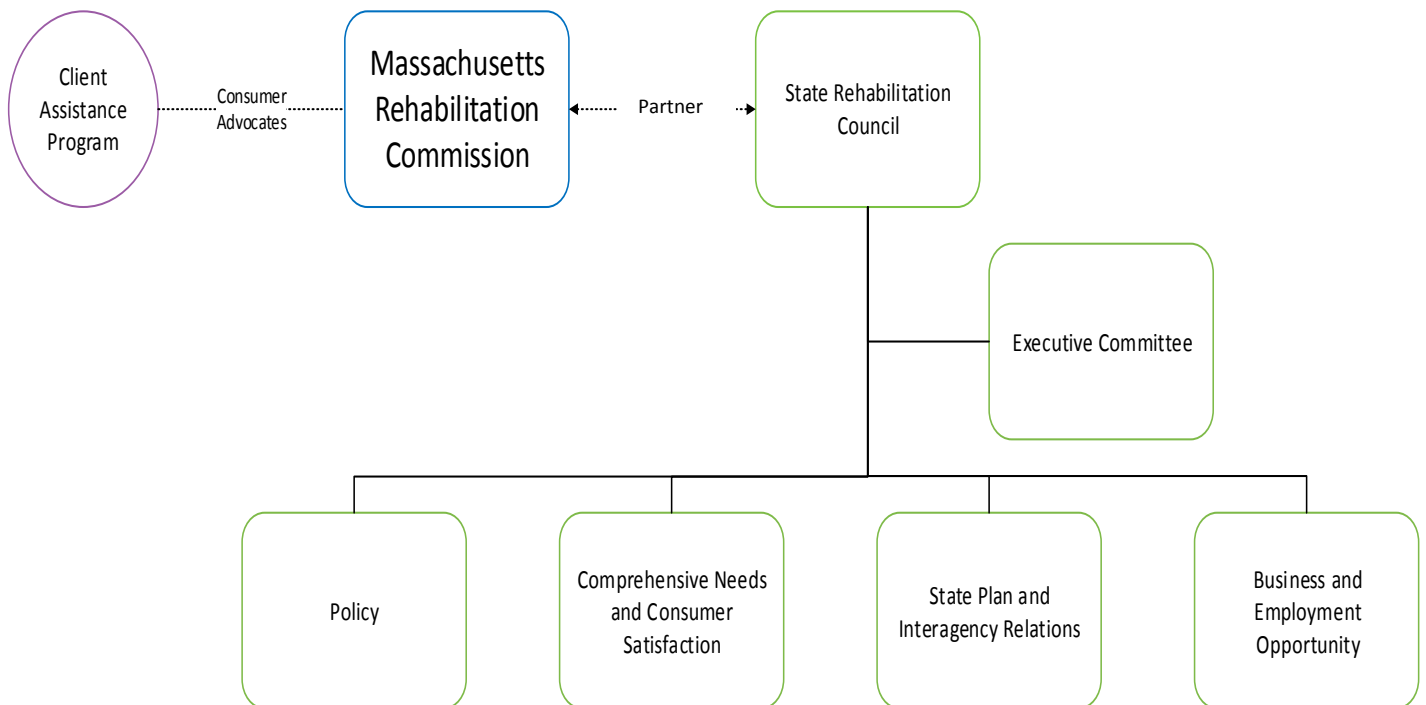 Client
Assistance
Program
Consumer
Advocates
Massachusetts
Rehabilitation
Commission
Partner
State Rehabilitation
Council
Executive Committee
Policy
Comprehensive Needs
and Consumer
Satisfaction
State Plan and
Interagency Relations
Business and
Employment
Opportunity